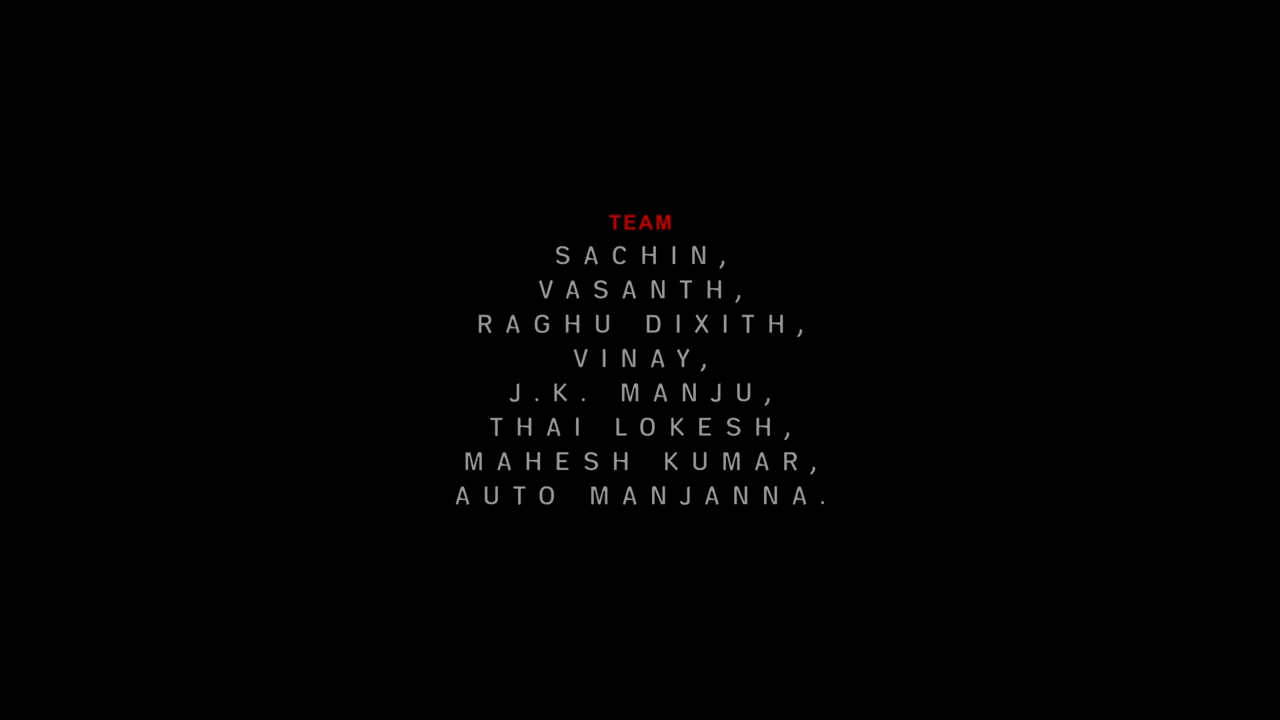 TEAM
SACHIN,
VASANTH,
RAGHU DIXITH,
VINAY,
J.K. MANJU,
THAI LOKESH,
MAHESH KUMAR,
AUTO MANJANNA.